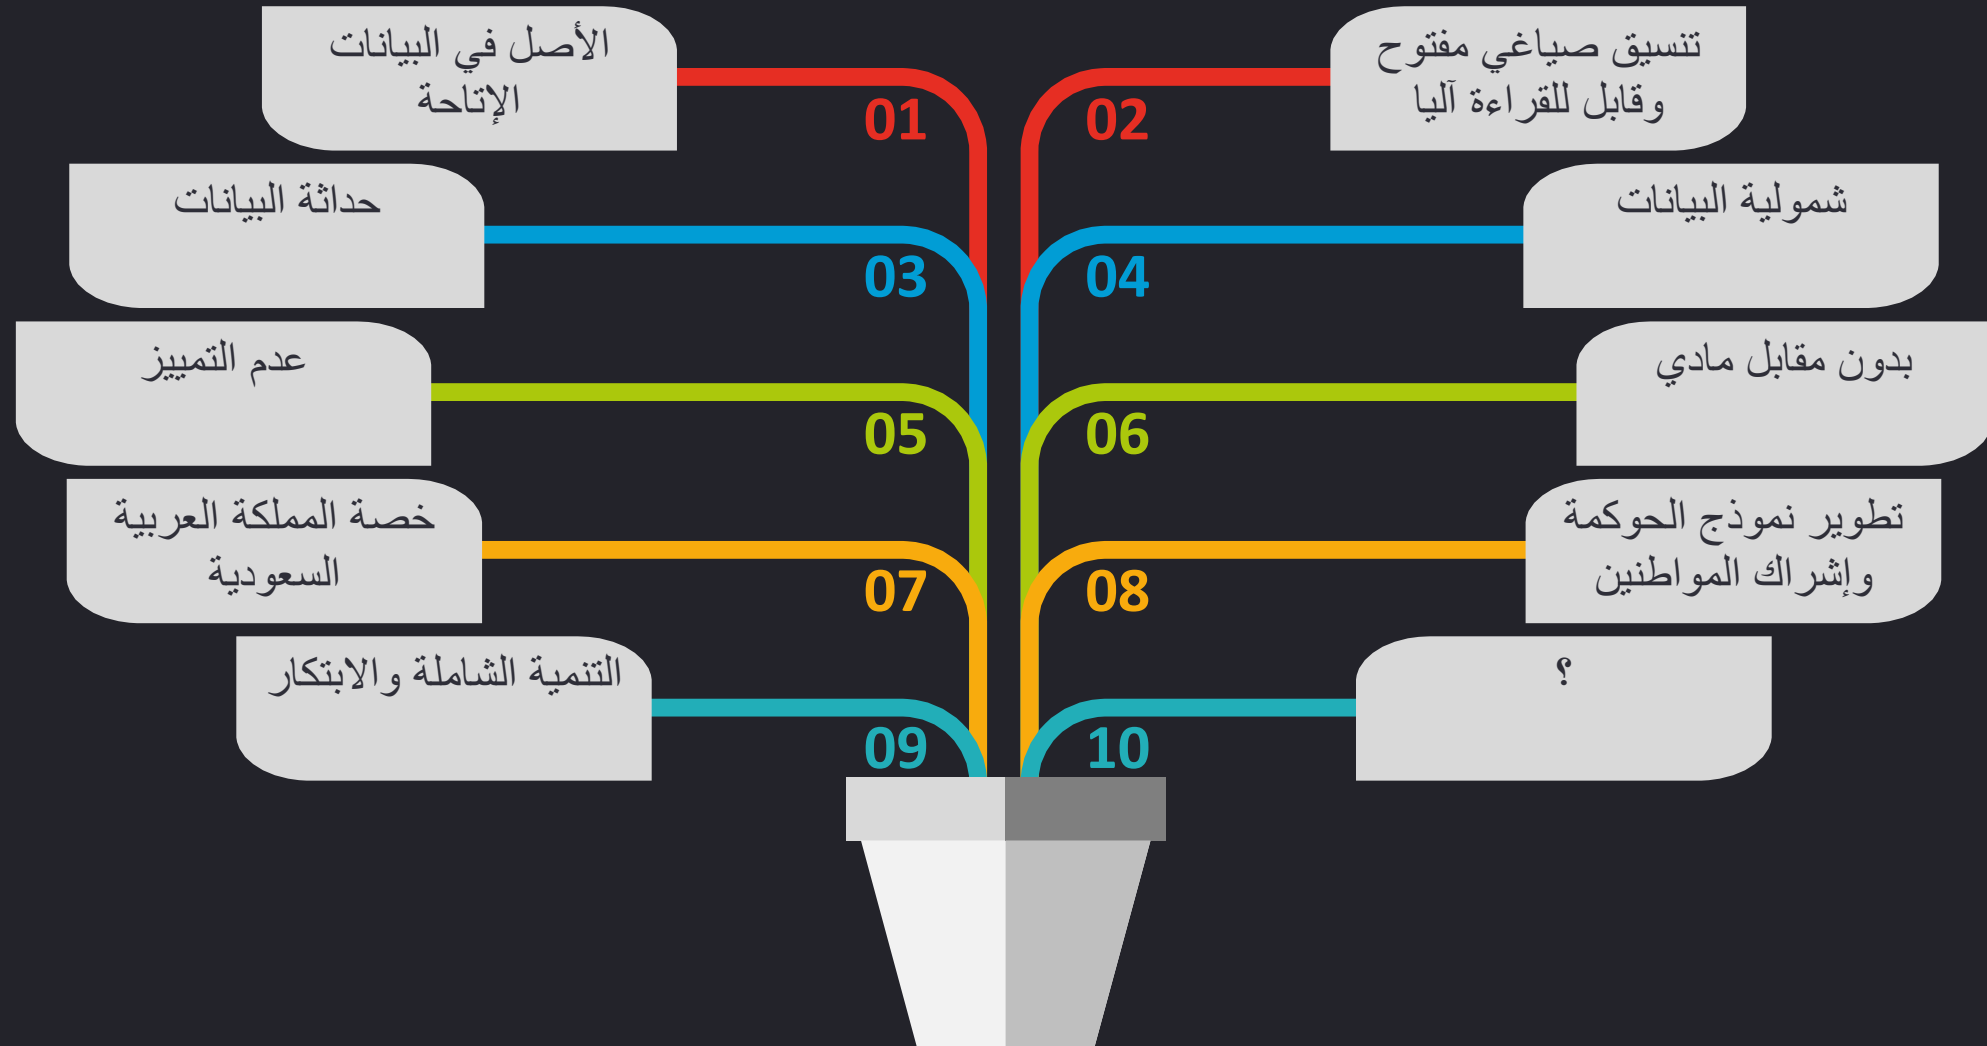 الأصل في البيانات
الإتاحة
01
02
تنسيق صياغي مفتوح
وقابل للقراءة آليا
حداثة البيانات
03
04
شمولية البيانات
عدم التمييز
05
06
بدون مقابل مادي
خصة المملكة العربية
السعودية
07
08
تطوير نموذج الحوكمة
وإشراك المواطنين
التنمية الشاملة والابتكار
09
10
؟